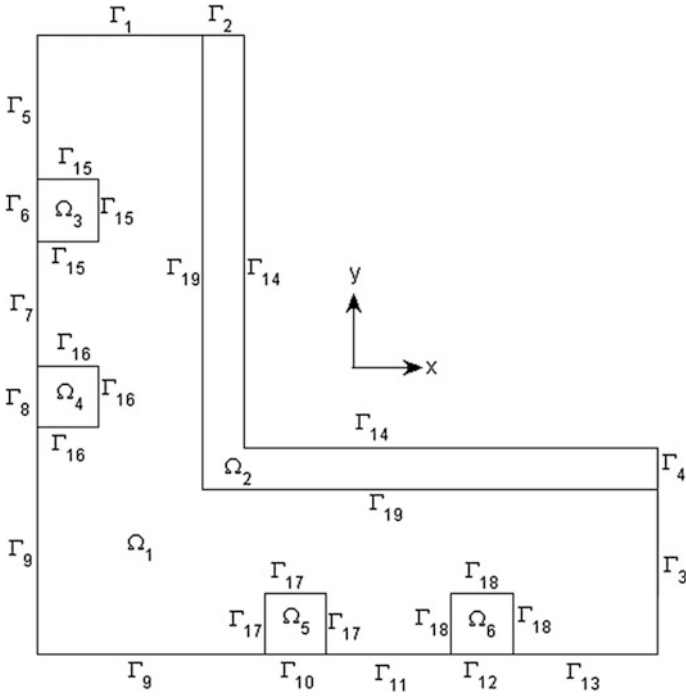 Γ₁ Γ₂
Γ₅
Γ₁₅
Γ₆ Ω₃ Γ₁₅
Γ₁₅
Γ₁₉ Γ₁₄ y
Γ₇
Γ₁₆
x
Γ₈ Ω₄ Γ₁₆
Γ₁₆ Γ₁₄
Ω₂ Γ₄
Γ₁₉
Γ₉ Ω₁ Γ₃
Γ₁₇ Γ₁₈
Γ₁₇ Ω₅ Γ₁₇ Γ₁₈ Ω₆ Γ₁₈
Γ₉ Γ₁₀ Γ₁₁ Γ₁₂ Γ₁₃